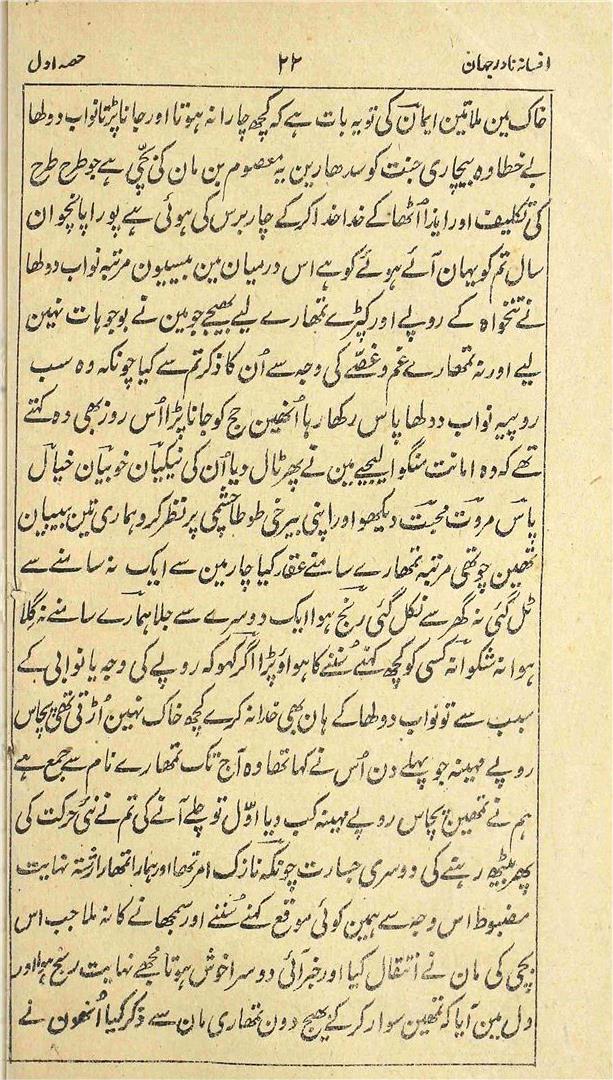 افسانہ نادر جہان ۲۲ حصہ اول
خاک مین ملاتین ایمان کی تو یہ بات ہے کہ کچھ چارا نہ ہوتا اور جانا پڑتا نواب دولھا
بے خطا وہ بیچاری جنت کو سدھارین یہ معصوم بن مان کی بچی ہے جو طرح طرح
کی تکلیف اور ایذا اُٹھا کے خدا خدا کر کے چار برس کی ہوئی ہے پورا پانچوان
سال تم کو یہان آئے ہوئے گو ہے اس درمیان مین بیسیون مرتبہ نواب دولھا
نے تنخواہ کے روپے اور کپڑے تمھارے لیے بھیجے جو مین نے بوجوہات نہین
لیے اور نہ تمھارے غم و غصے کی وجہ سے اُن کا ذکر تم سے کیا چونکہ وہ سب
روپیہ نواب دولھا پاس رکھا رہا اُنھین حج کو جانا پڑا اُس روز بھی وہ کہتے
تھے کہ وہ امانت منگوا لیجیے مین نے پھر ٹال دیا اُن کی نیکیان خوبیان خیال
پاس مروت محبت دیکھو اور اپنی بیرخی طوطا چشمی پر نظر کرو ہماری تین بیبیان
تھین چوتھی مرتبہ تمھارے سامنے عقد کیا چار مین سے ایک نہ سامنے سے
ٹل گئی نہ گھر سے نکل گئی رنج ہوا ایک دوسرے سے جلا ہمارے سامنے نہ گلا
ہوا نہ شکوا نہ کسی کو کچھ کہنے سُننے کا ہواؤ پڑا اگر کہو کہ روپے کی وجہ یا نوابی کے
سبب سے تو نواب دولھا کے ہان بھی خدا نہ کرے کچھ خاک نہین اُڑتی تھی پچاس
روپے مہینہ جو پہلے دن اُس نے کہا تھا وہ آج تک تمھارے نام سے جمع ہے
ہم نے تمھین پچاس روپے مہینہ کب دیا اوّل تو چلے آنے کی تم نے نئی حرکت کی
پھر بیٹھ رہنے کی دوسری جسارت چونکہ نازک امر تھا اور ہمارا تمھارا رشتہ نہایت
مضبوط اس وجہ سے ہمین کوئی موقع کہنے سُننے اور سمجھانے کا نہ ملا جب اس
بچی کی مان نے انتقال کیا اور خبر آئی دوسرا خوش ہوتا مجھے نہایت رنج ہوا اور
دل مین آیا کہ تمھین سوار کر کے بھیج دون تمھاری مان سے ذکر کیا اُنھون نے